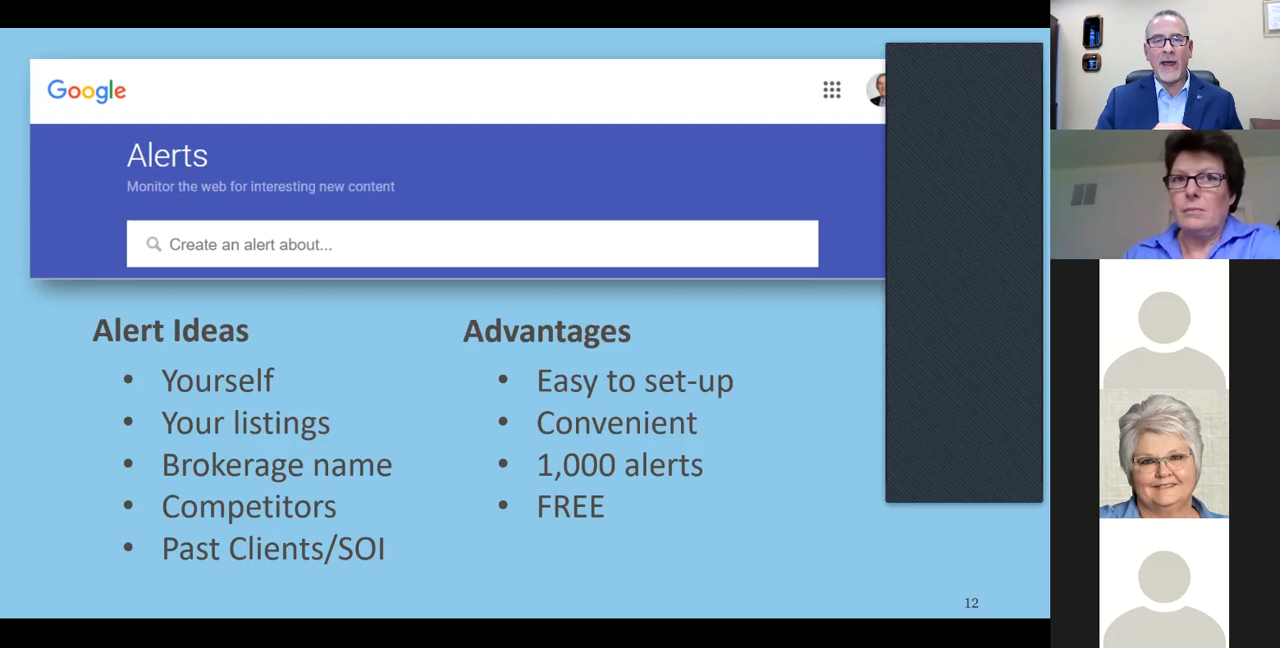 Google
Alerts
Monitor the web for interesting new content
Create an alert about...
Alert Ideas
• Yourself
• Your listings
• Brokerage name
• Competitors
• Past Clients/SOI
Advantages
• Easy to set-up
• Convenient
• 1,000 alerts
• FREE
12